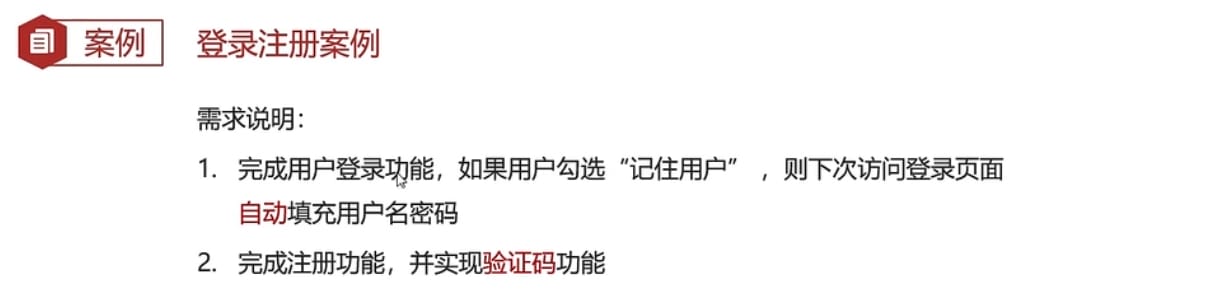 案例
登录注册案例
需求说明：
1. 完成用户登录功能，如果用户勾选“记住用户”，则下次访问登录页面
自动填充用户名密码
2. 完成注册功能，并实现验证码功能